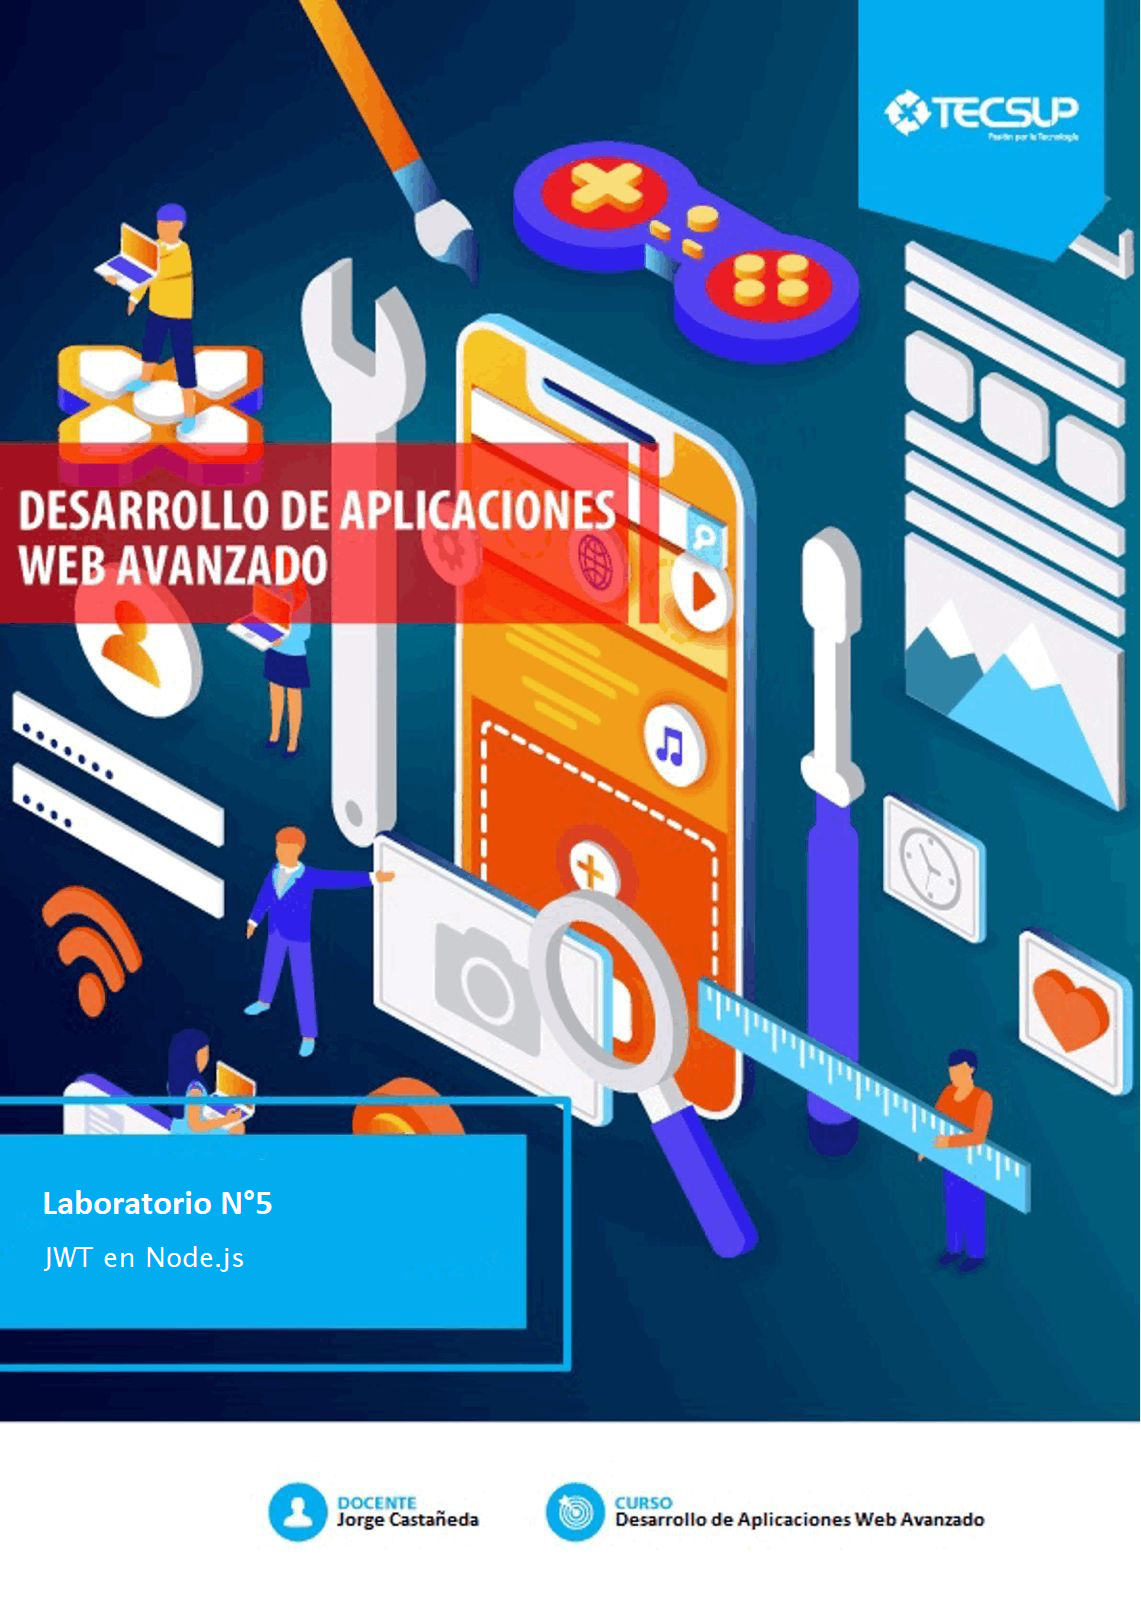 TECSUP
Pasión por la Tecnología
DESARROLLO DE APLICACIONES
WEB AVANZADO
Laboratorio N°5
JWT en Node.js
DOCENTE
Jorge Castañeda
CURSO
Desarrollo de Aplicaciones Web Avanzado